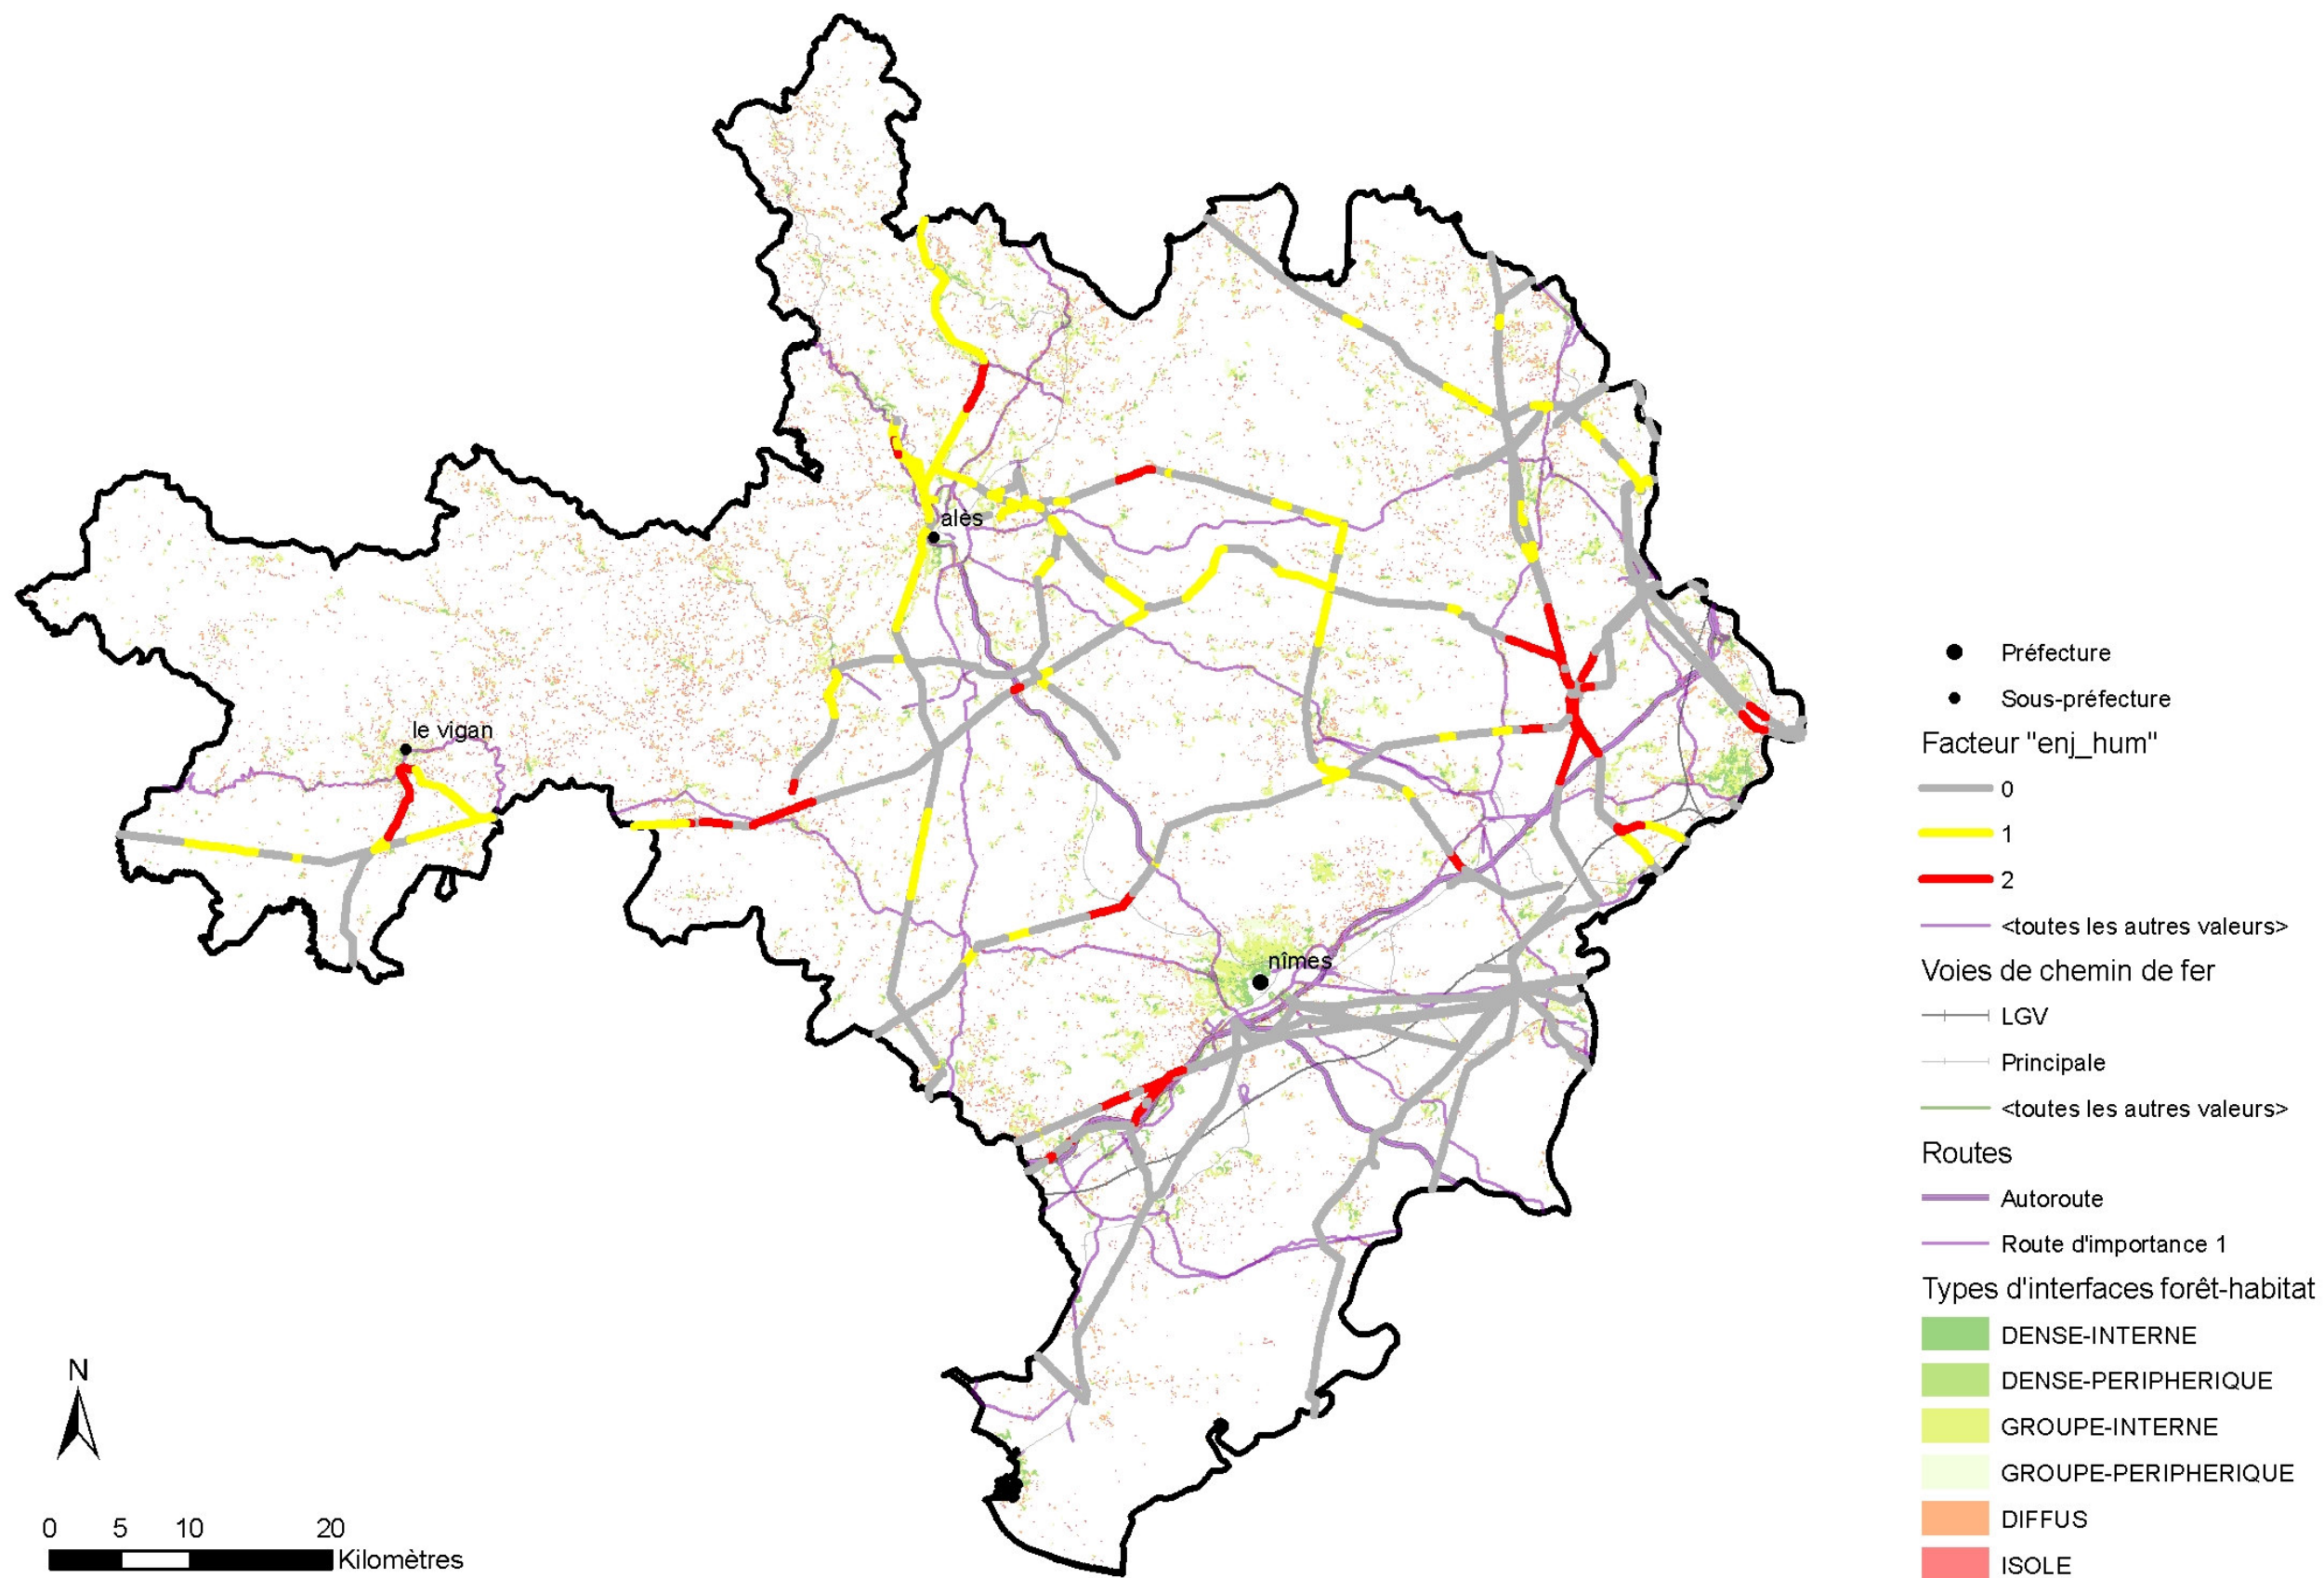 alès
le vigan
nîmes
Préfecture
Sous-préfecture
Facteur "enj_hum"
0
1
2
<toutes les autres valeurs>
Voies de chemin de fer
LGV
Principale
<toutes les autres valeurs>
Routes
Autoroute
Route d'importance 1
Types d'interfaces forêt-habitat
DENSE-INTERNE
DENSE-PERIPHERIQUE
GROUPE-INTERNE
GROUPE-PERIPHERIQUE
DIFFUS
ISOLE
N
0 5 10 20
Kilomètres